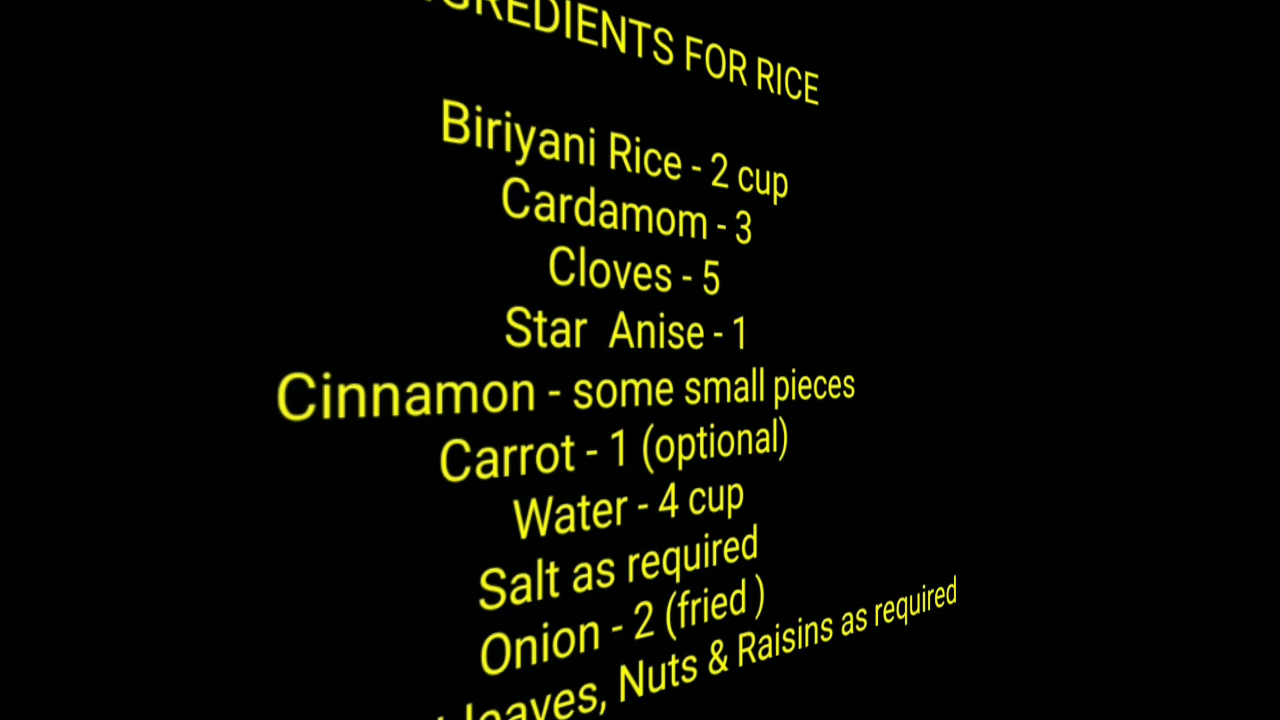 INGREDIENTS FOR RICE
Biriyani Rice - 2 cup
Cardamom - 3
Cloves - 5
Star Anise - 1
Cinnamon - some small pieces
Carrot - 1 (optional)
Water - 4 cup
Salt as required
Onion - 2 (fried )
leaves, Nuts & Raisins as required